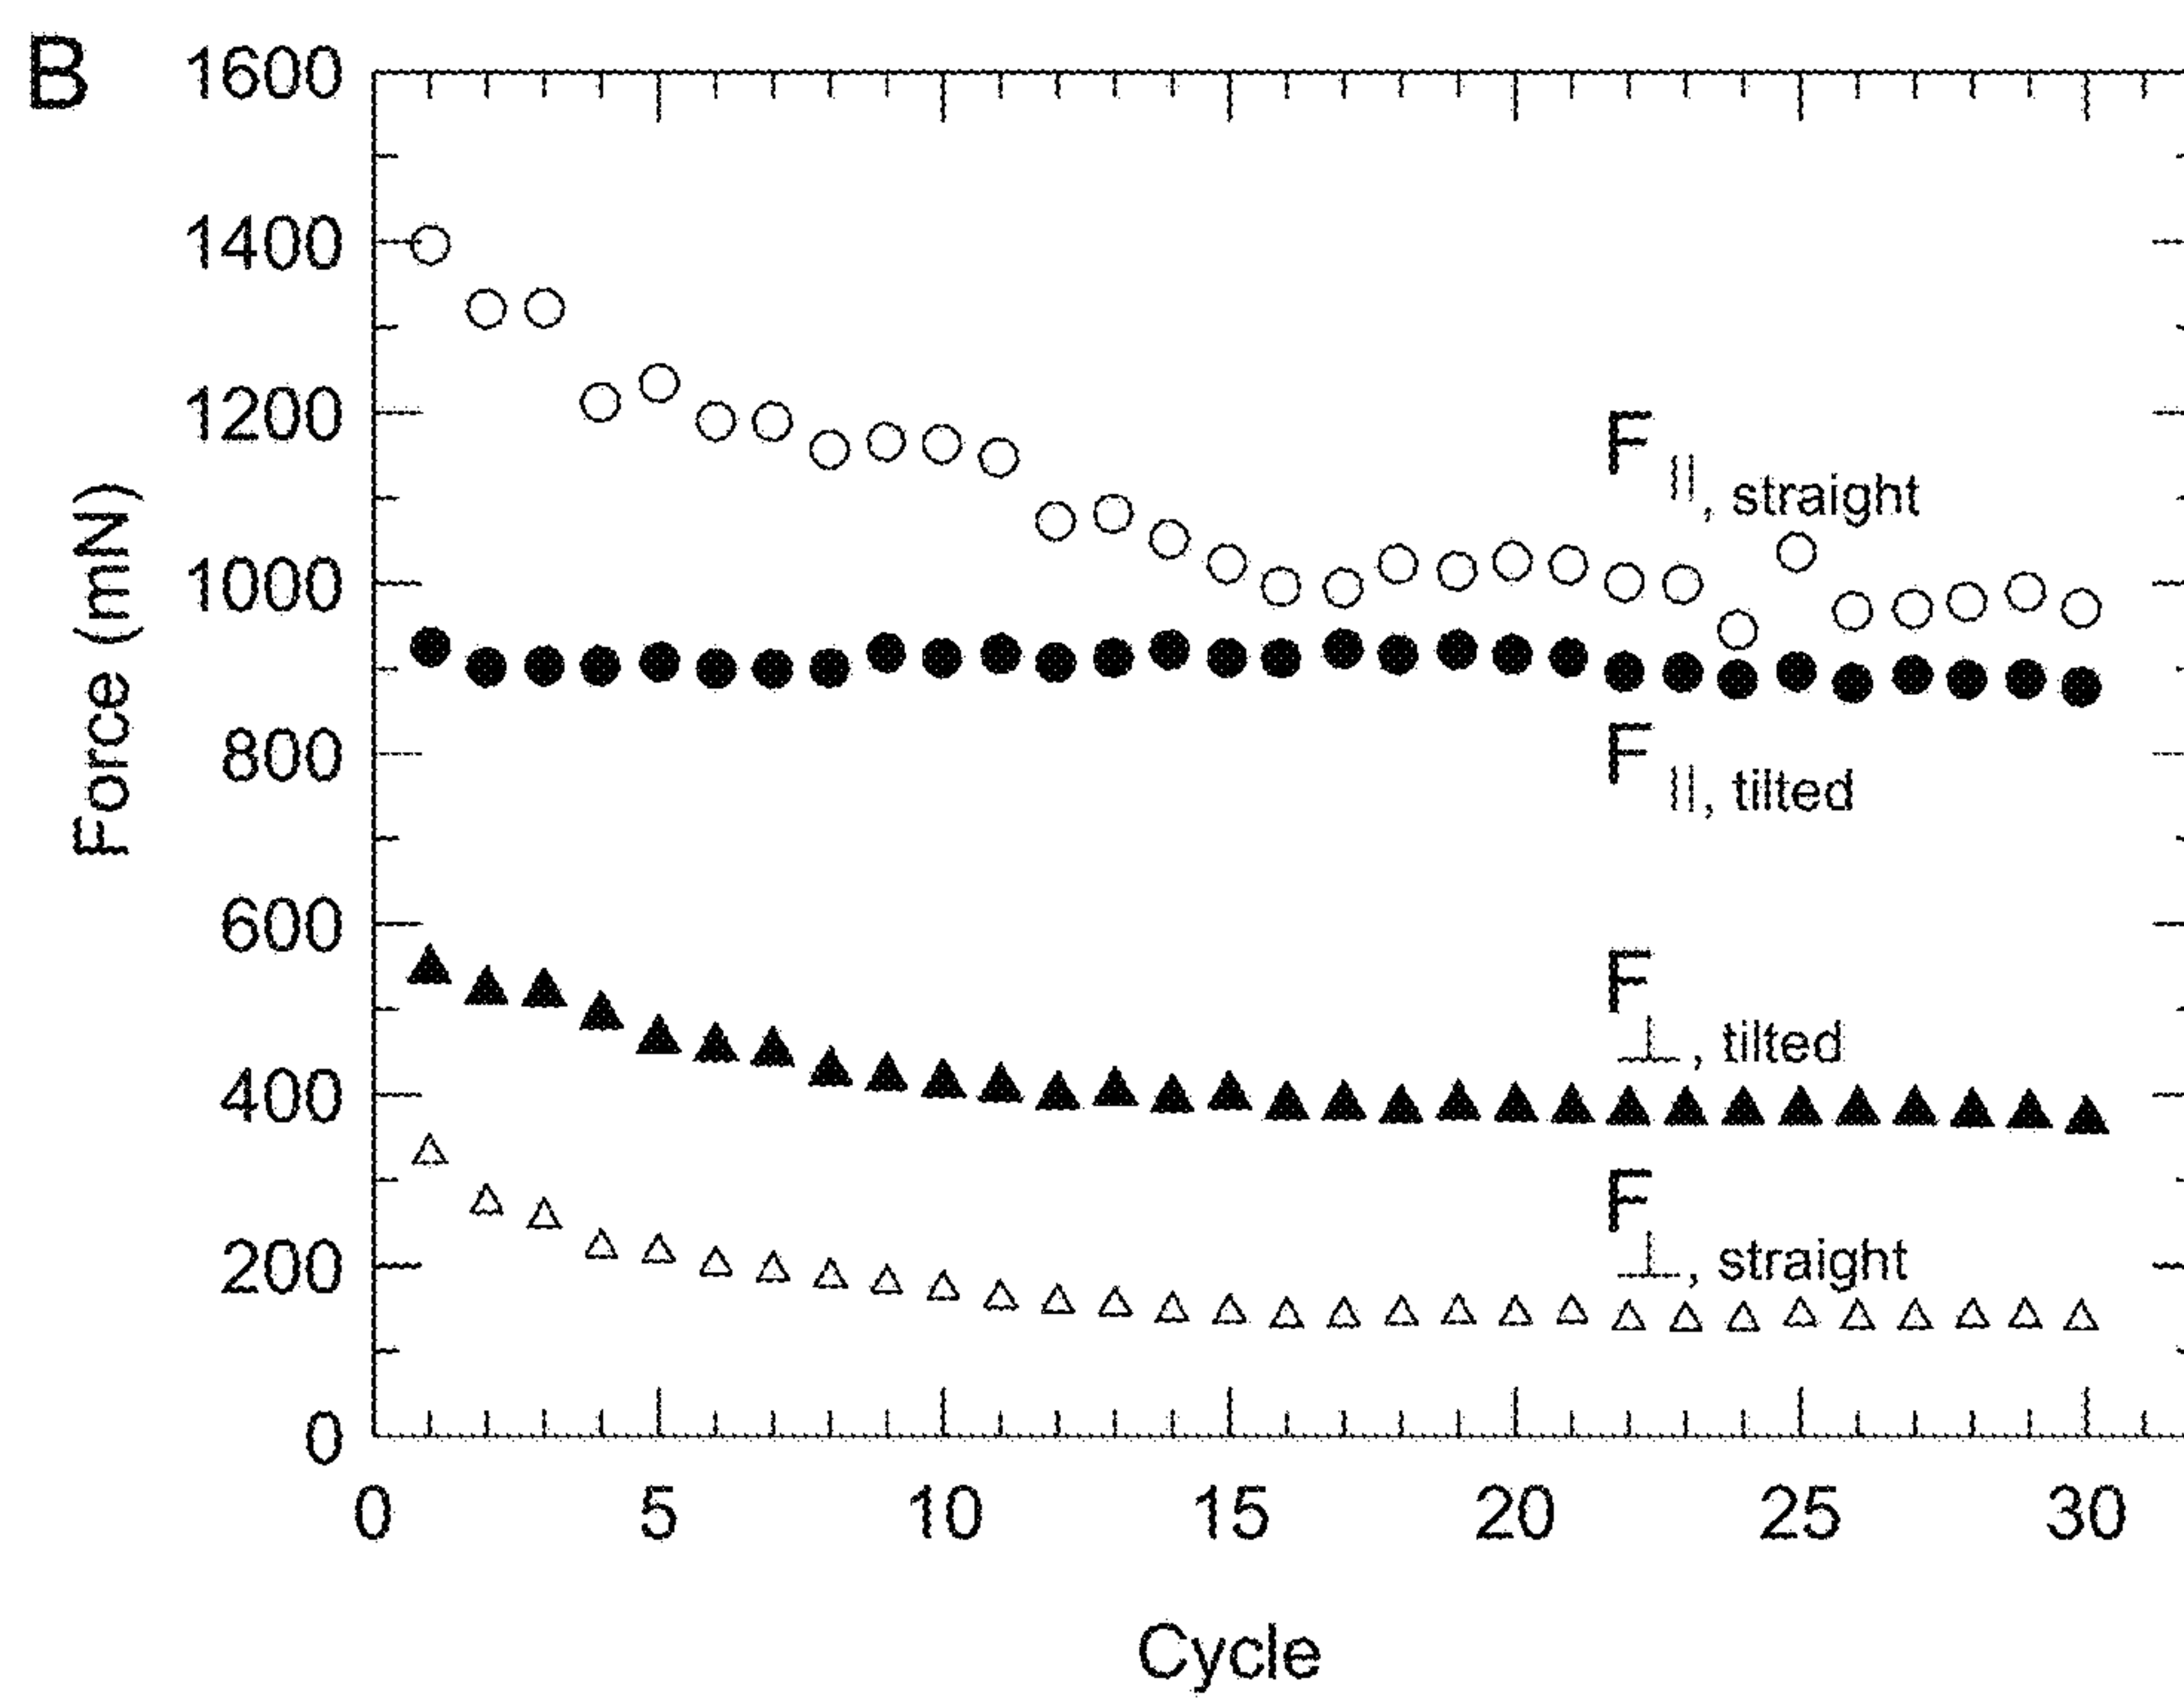 B
1600
1400
1200
1000
800
600
400
200
0
Force (mN)
F ||, straight
F ||, tilted
F ⊥, tilted
F ⊥, straight
0 5 10 15 20 25 30
Cycle